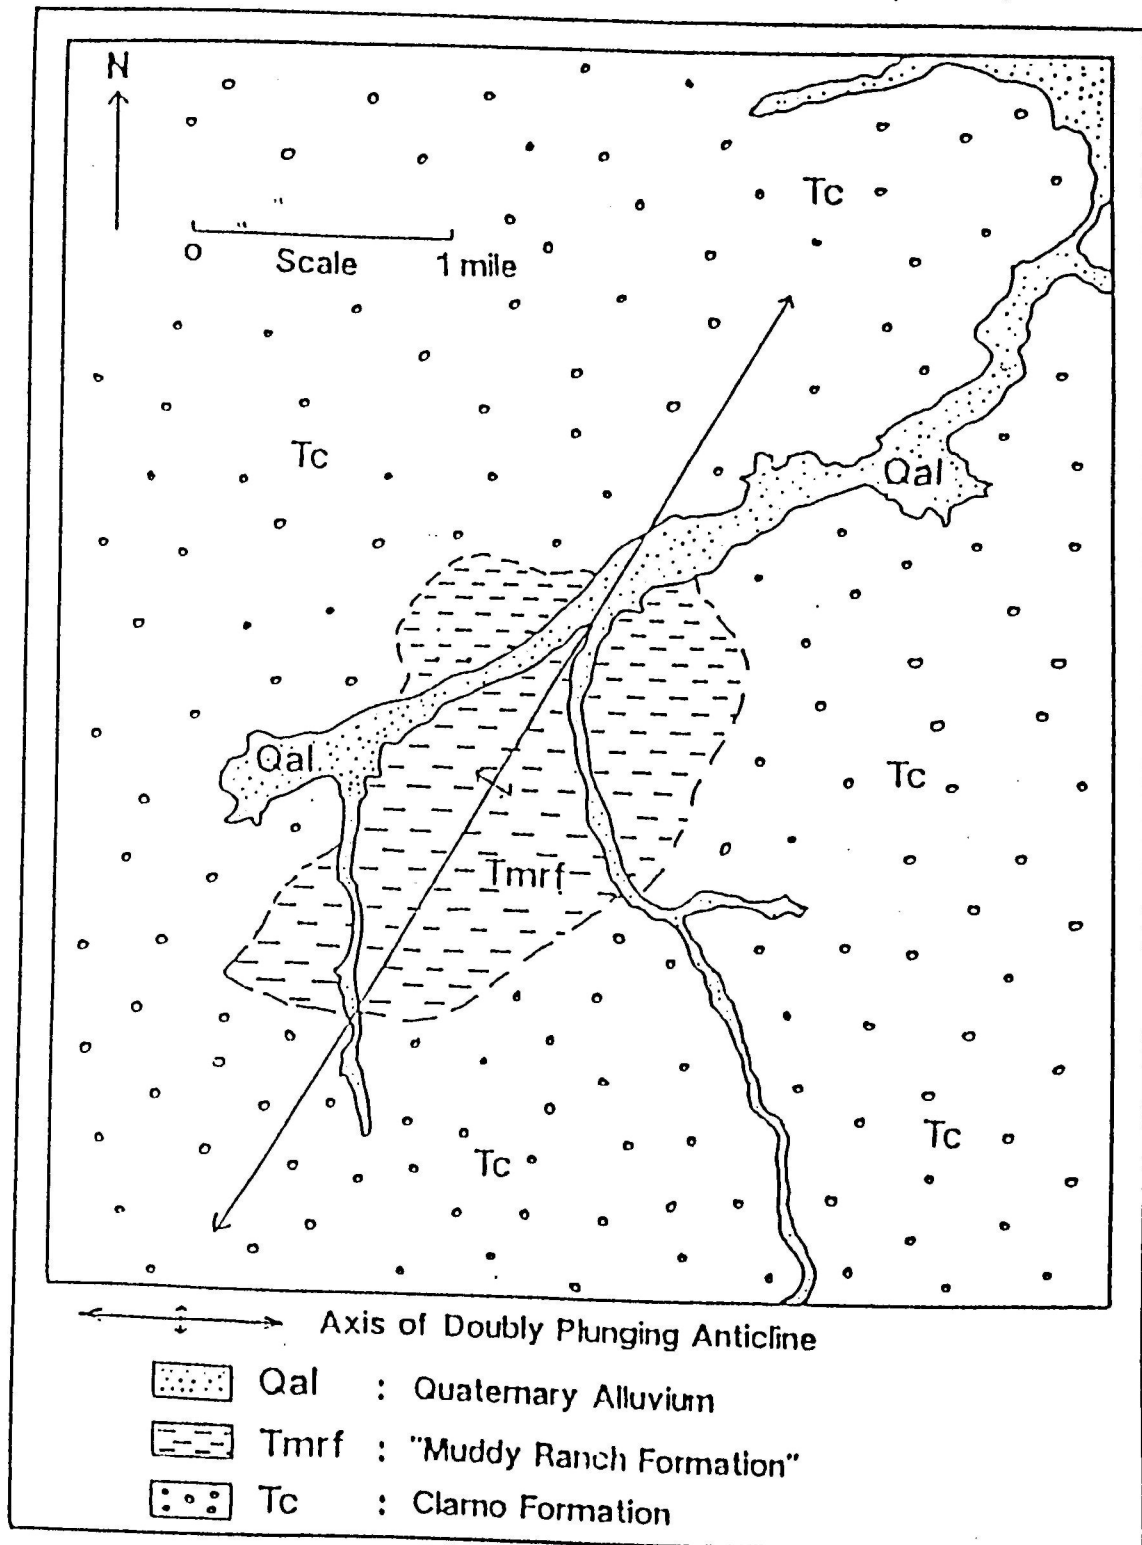 N
Tc
0 Scale 1 mile
Tc
Qal
Qal
Tc
Tmrf
Tc
Tc
Axis of Doubly Plunging Anticline
Qal : Quaternary Alluvium
Tmrf : "Muddy Ranch Formation"
Tc : Clarno Formation